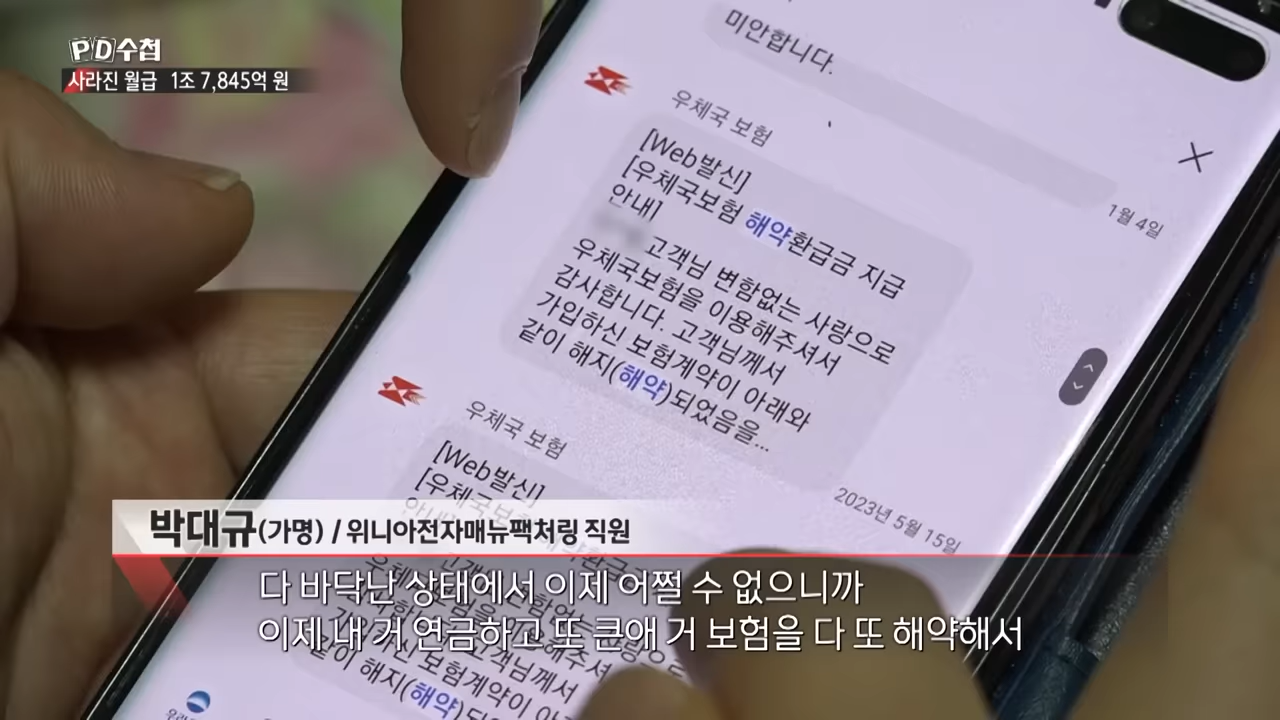 PD수첩
사라진 월급 1조 7,845억 원
미안합니다.
우체국 보험
1월 4일
[Web발신]
[우체국보험 해약환급금 지급
안내]
고객님 변함없는 사랑으로
우체국보험을 이용해주셔서
감사합니다. 고객님께서
가입하신 보험계약이 아래와
같이 해지(해약)되었음을...
2023년 5월 15일
우체국 보험
[Web발신]
박대규(가명) / 위니아전자매뉴팩처링 직원
다 바닥난 상태에서 이제 어쩔 수 없으니까
이제 내 거 연금하고 또 큰애 거 보험을 다 또 해약해서
같이 해지(해약)